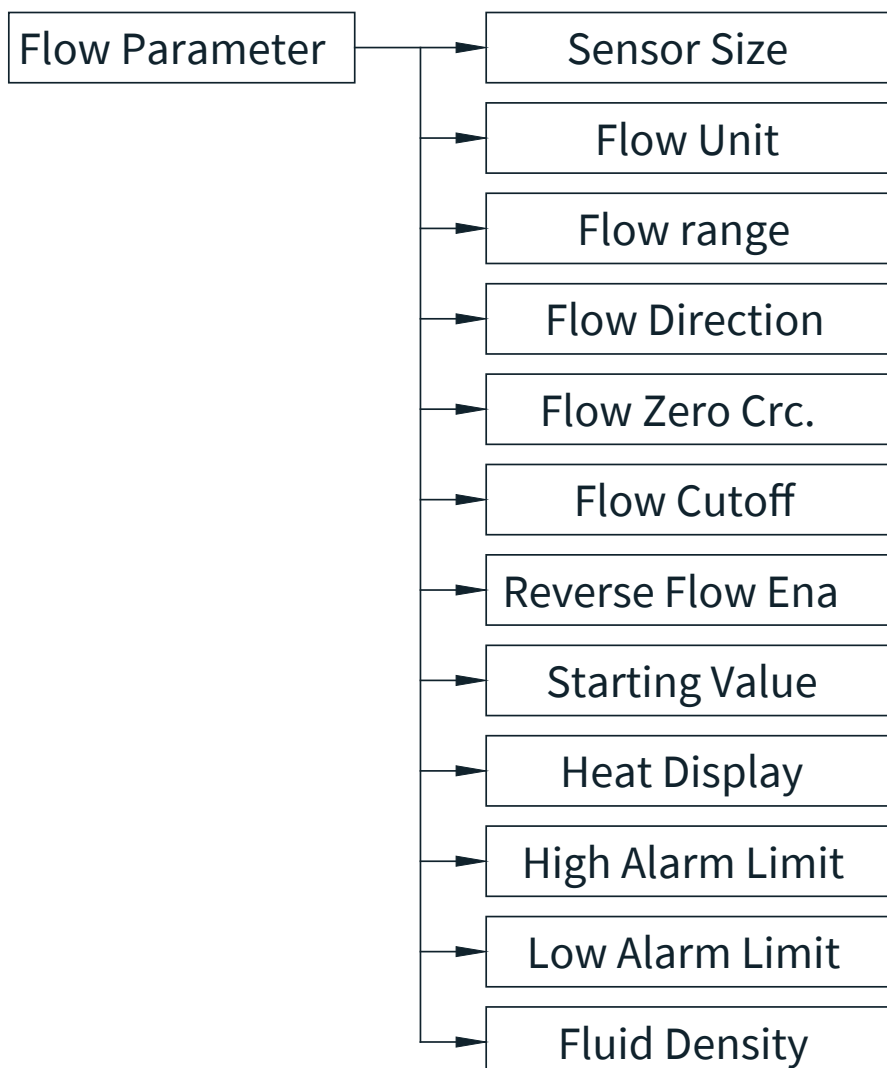 Flow Parameter
Sensor Size
Flow Unit
Flow range
Flow Direction
Flow Zero Crc.
Flow Cutoff
Reverse Flow Ena
Starting Value
Heat Display
High Alarm Limit
Low Alarm Limit
Fluid Density